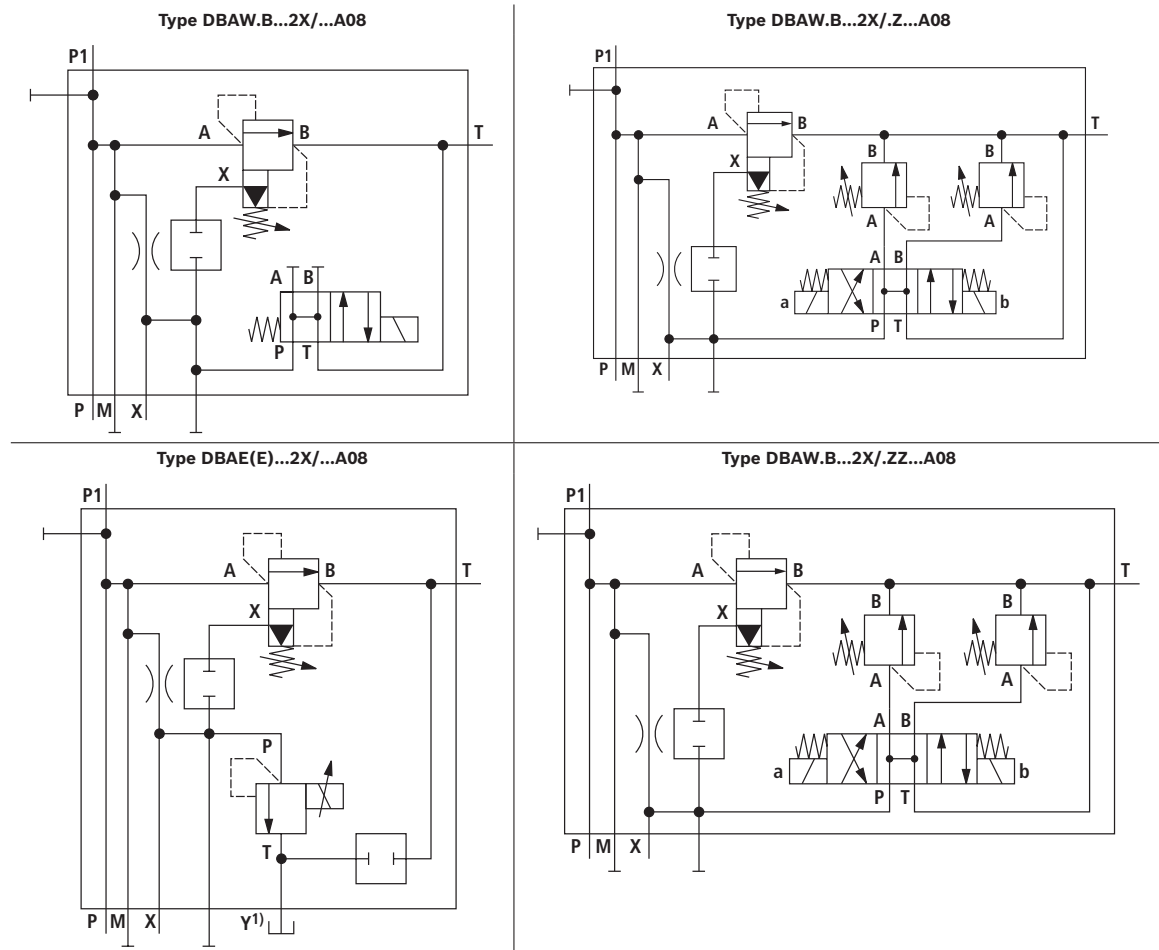 Type DBAW.B...2X/...A08
P1
A B T
X
A B
P T
P M X
Type DBAW.B...2X/.Z...A08
P1
A B T
X
B B
A A
A B
a b
P T
P M X
Type DBAE(E)...2X/...A08
P1
A B T
X
P
T
P M X Y1)
Type DBAW.B...2X/.ZZ...A08
P1
A B T
X
B B
A A
A B
a b
P T
P M X